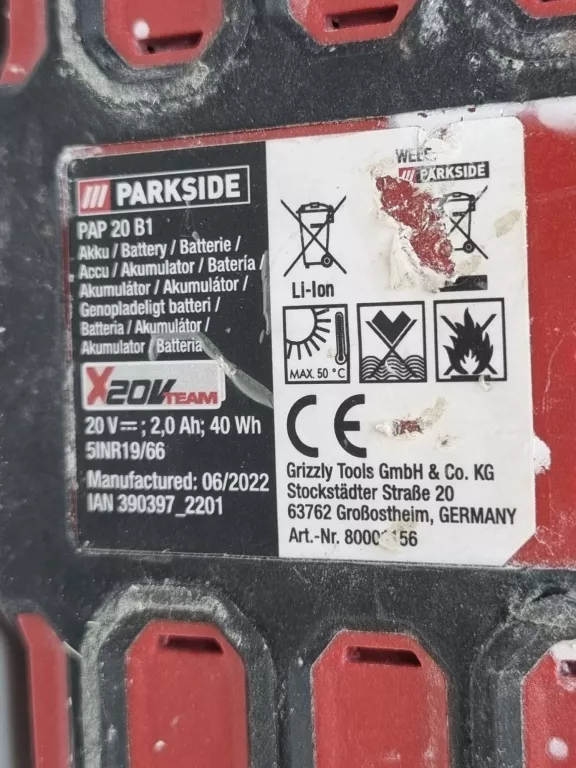 PARKSIDE
PAP 20 B1
Akku / Battery / Batterie /
Accu / Akumulator / Batería /
Akumulátor / Akumulátor /
Genopladeligt batteri /
Batteria / Akumulátor /
Akumulator / Batteria
X20V TEAM
20 V⎓; 2,0 Ah; 40 Wh
5INR19/66
Manufactured: 06/2022
IAN 390397_2201
PARKSIDE
Li-Ion
MAX. 50 °C
CE
Grizzly Tools GmbH & Co. KG
Stockstädter Straße 20
63762 Großostheim, GERMANY
Art.-Nr.